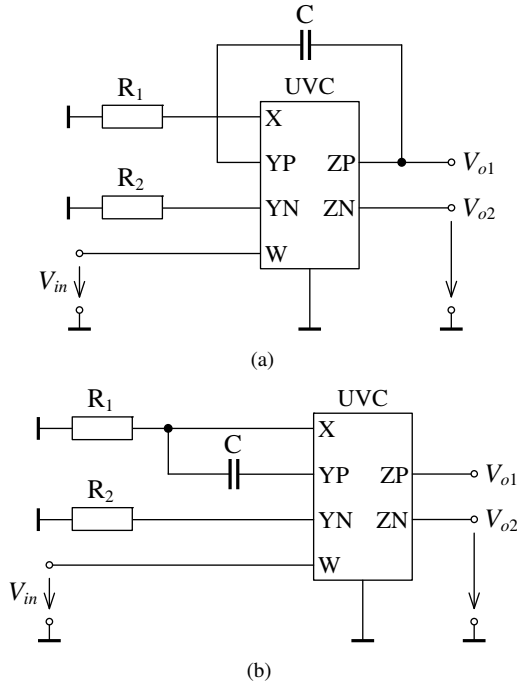 C
UVC
R1
X
YP
ZP
Vo1
R2
YN
ZN
Vo2
W
Vin
(a)
UVC
R1
X
C
YP
ZP
Vo1
R2
YN
ZN
Vo2
W
Vin
(b)